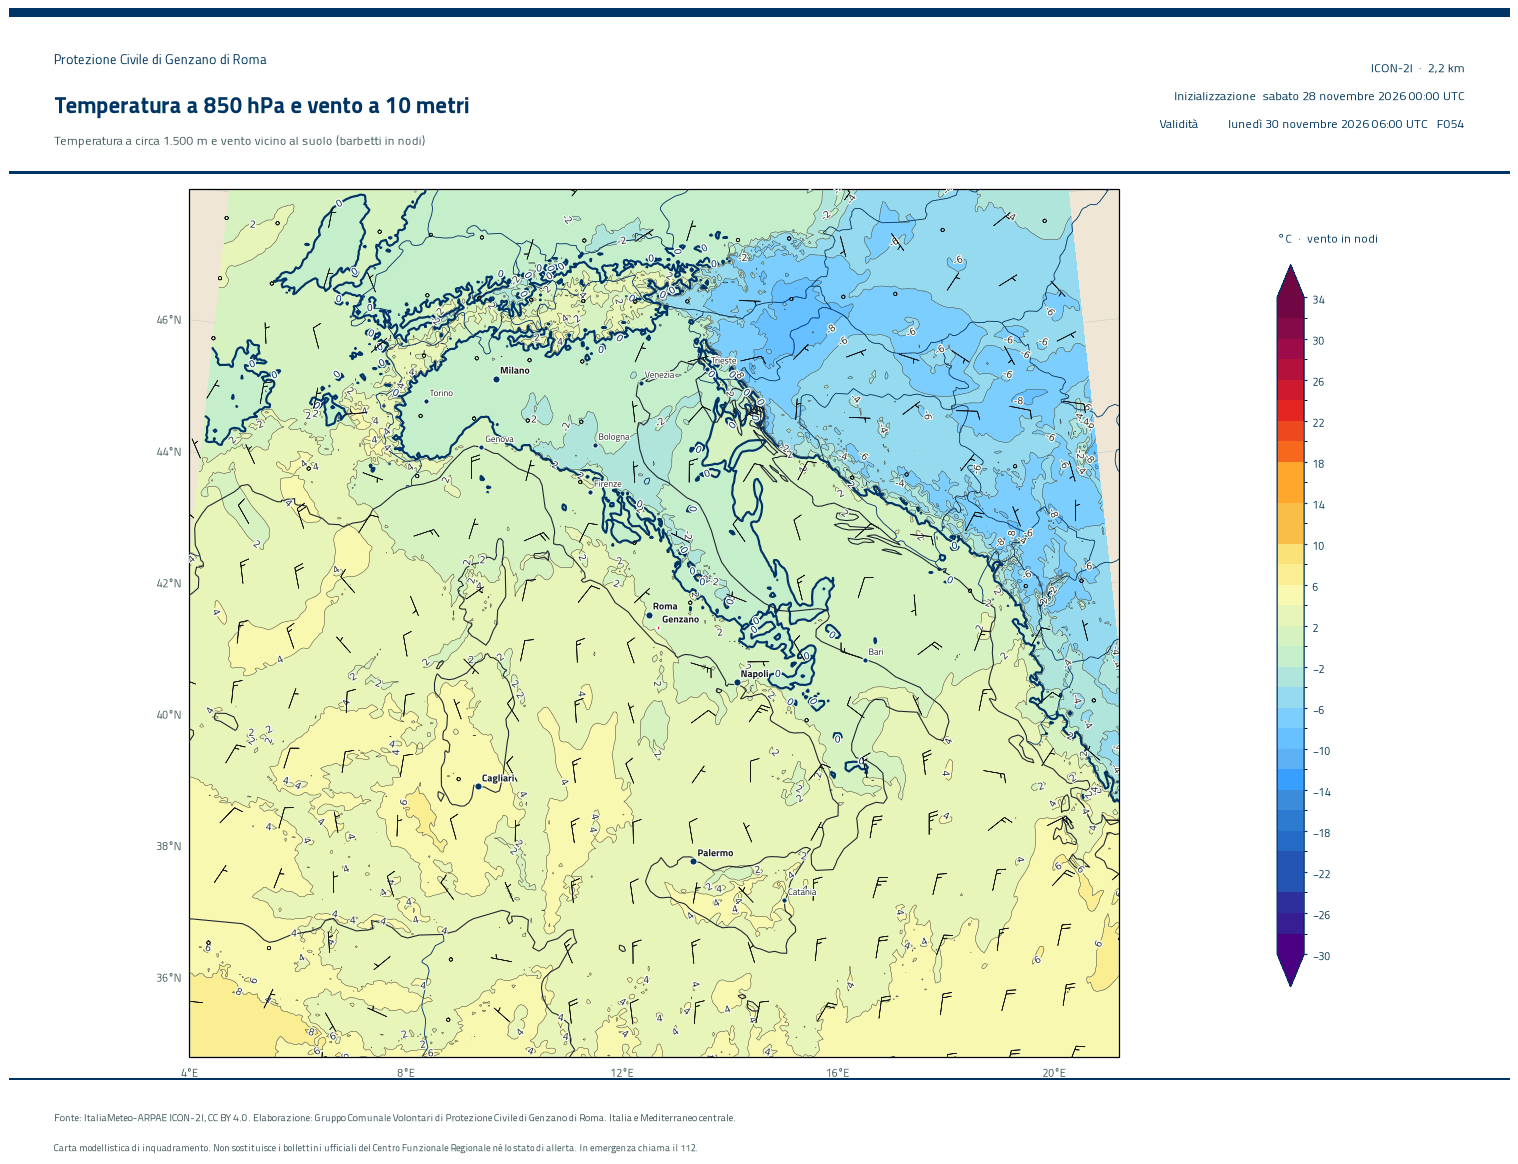 Protezione Civile di Genzano di Roma
Temperatura a 850 hPa e vento a 10 metri
Temperatura a circa 1.500 m e vento vicino al suolo (barbetti in nodi)
ICON-2I · 2,2 km
Inizializzazione sabato 28 novembre 2026 00:00 UTC
Validità lunedì 30 novembre 2026 06:00 UTC F054
°C · vento in nodi
34
30
26
22
18
14
10
6
2
−2
−6
−10
−14
−18
−22
−26
−30
46°N
44°N
42°N
40°N
38°N
36°N
4°E
8°E
12°E
16°E
20°E
Trieste
Milano
Venezia
Torino
Genova
Bologna
Firenze
Roma
Genzano
Bari
Napoli
Cagliari
Palermo
Catania
Fonte: ItaliaMeteo-ARPAE ICON-2I, CC BY 4.0. Elaborazione: Gruppo Comunale Volontari di Protezione Civile di Genzano di Roma. Italia e Mediterraneo centrale.
Carta modellistica di inquadramento. Non sostituisce i bollettini ufficiali del Centro Funzionale Regionale né lo stato di allerta. In emergenza chiama il 112.